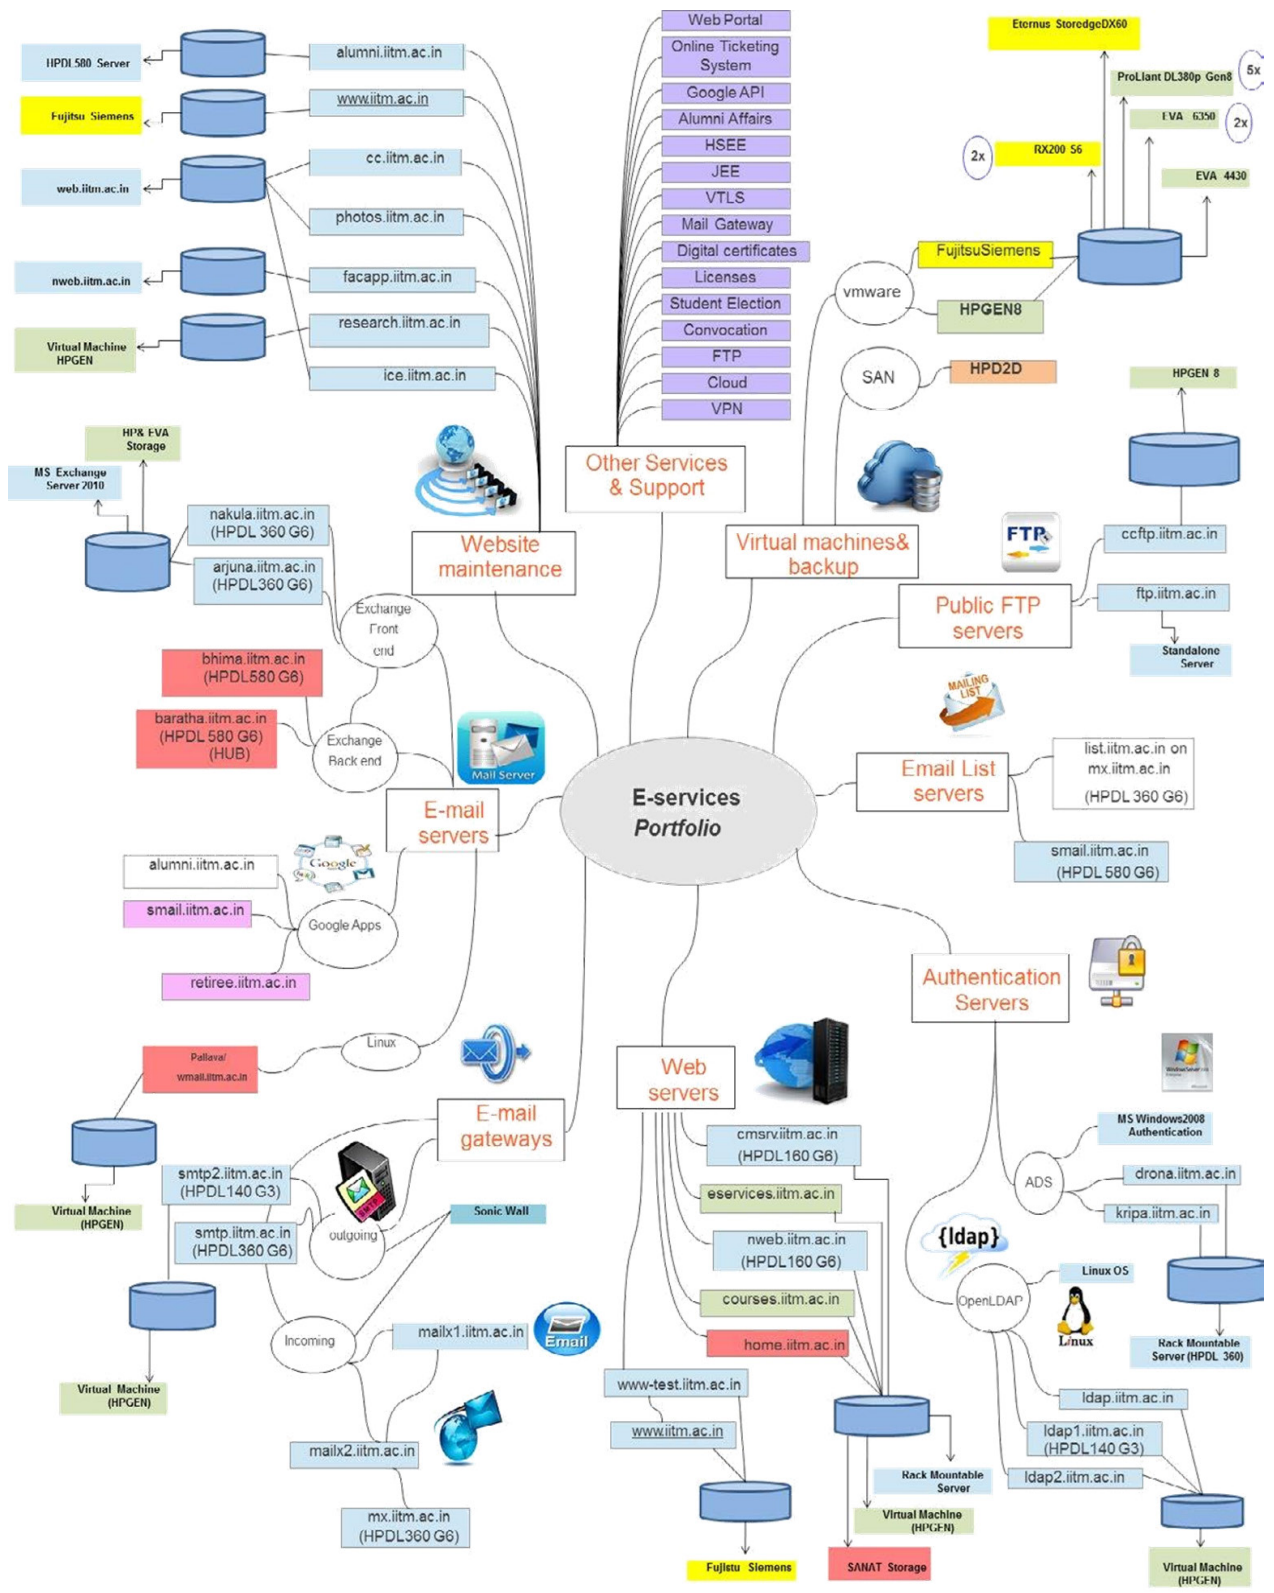 Web Portal
Online Ticketing
System
Google API
Alumni Affairs
HSEE
JEE
VTLS
Mail Gateway
Digital certificates
Licenses
Student Election
Convocation
FTP
Cloud
VPN
Other Services
& Support
HPDL580 Server
alumni.iitm.ac.in
Fujitsu Siemens
www.iitm.ac.in
web.iitm.ac.in
cc.iitm.ac.in
photos.iitm.ac.in
nweb.iitm.ac.in
facapp.iitm.ac.in
Virtual Machine
HPGEN
research.iitm.ac.in
ice.iitm.ac.in
Website
maintenance
Eternus StoredgeDX60
ProLiant DL380p Gen8
5x
EVA 6350
2x
2x
RX200 S6
EVA 4430
FujitsuSiemens
vmware
HPGEN8
SAN
HPD2D
Virtual machines&
backup
HPGEN 8
FTP
ccftp.iitm.ac.in
ftp.iitm.ac.in
Public FTP
servers
Standalone
Server
HP& EVA
Storage
MS Exchange
Server 2010
nakula.iitm.ac.in
(HPDL 360 G6)
arjuna.iitm.ac.in
(HPDL360 G6)
Exchange
Front
end
bhima.iitm.ac.in
(HPDL580 G6)
baratha.iitm.ac.in
(HPDL 580 G6)
(HUB)
Exchange
Back end
Mail Server
E-mail
servers
E-services
Portfolio
MAILING
LIST
Email List
servers
list.iitm.ac.in on
mx.iitm.ac.in
(HPDL 360 G6)
smail.iitm.ac.in
(HPDL 580 G6)
Google
alumni.iitm.ac.in
smail.iitm.ac.in
Google Apps
retiree.iitm.ac.in
Linux
Pallava/
wmail.iitm.ac.in
E-mail
gateways
smtp2.iitm.ac.in
(HPDL140 G3)
Virtual Machine
(HPGEN)
smtp.iitm.ac.in
(HPDL360 G6)
SMTP
outgoing
Sonic Wall
Incoming
mailx1.iitm.ac.in
Email
Virtual Machine
(HPGEN)
mailx2.iitm.ac.in
mx.iitm.ac.in
(HPDL360 G6)
Web
servers
cmsrv.iitm.ac.in
(HPDL160 G6)
eservices.iitm.ac.in
nweb.iitm.ac.in
(HPDL160 G6)
courses.iitm.ac.in
home.iitm.ac.in
www-test.iitm.ac.in
www.iitm.ac.in
Rack Mountable
Server
Virtual Machine
(HPGEN)
Fujistu Siemens
SANAT Storage
Authentication
Servers
MS Windows2008
Authentication
ADS
drona.iitm.ac.in
kripa.iitm.ac.in
{ldap}
OpenLDAP
Linux OS
Linux
Rack Mountable
Server (HPDL 360)
ldap.iitm.ac.in
ldap1.iitm.ac.in
(HPDL140 G3)
ldap2.iitm.ac.in
Virtual Machine
(HPGEN)